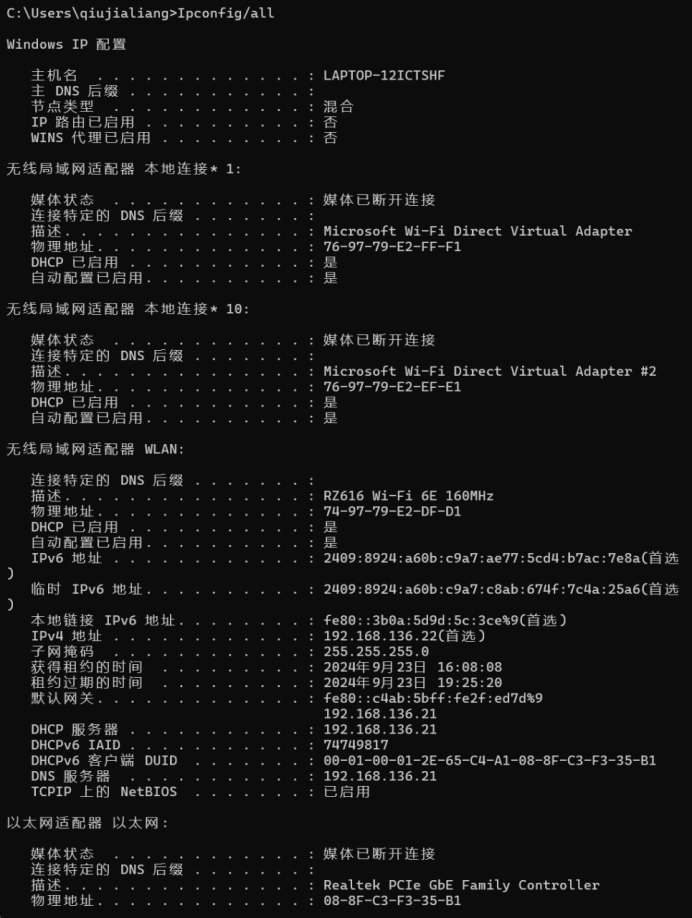 C:\Users\qiujialiang>Ipconfig/all
Windows IP 配置
主机名 . . . . . . . . . . . . . : LAPTOP-12ICTSHF
主 DNS 后缀 . . . . . . . . . . . :
节点类型 . . . . . . . . . . . . : 混合
IP 路由已启用 . . . . . . . . . . : 否
WINS 代理已启用 . . . . . . . . . : 否
无线局域网适配器 本地连接* 1:
媒体状态 . . . . . . . . . . . . : 媒体已断开连接
连接特定的 DNS 后缀 . . . . . . . :
描述. . . . . . . . . . . . . . . : Microsoft Wi-Fi Direct Virtual Adapter
物理地址. . . . . . . . . . . . . : 76-97-79-E2-FF-F1
DHCP 已启用 . . . . . . . . . . . : 是
自动配置已启用. . . . . . . . . . : 是
无线局域网适配器 本地连接* 10:
媒体状态 . . . . . . . . . . . . : 媒体已断开连接
连接特定的 DNS 后缀 . . . . . . . :
描述. . . . . . . . . . . . . . . : Microsoft Wi-Fi Direct Virtual Adapter #2
物理地址. . . . . . . . . . . . . : 76-97-79-E2-EF-E1
DHCP 已启用 . . . . . . . . . . . : 是
自动配置已启用. . . . . . . . . . : 是
无线局域网适配器 WLAN:
连接特定的 DNS 后缀 . . . . . . . :
描述. . . . . . . . . . . . . . . : RZ616 Wi-Fi 6E 160MHz
物理地址. . . . . . . . . . . . . : 74-97-79-E2-DF-D1
DHCP 已启用 . . . . . . . . . . . : 是
自动配置已启用. . . . . . . . . . : 是
IPv6 地址 . . . . . . . . . . . . : 2409:8924:a60b:c9a7:ae77:5cd4:b7ac:7e8a(首选
)
临时 IPv6 地址. . . . . . . . . . : 2409:8924:a60b:c9a7:c8ab:674f:7c4a:25a6(首选
)
本地链接 IPv6 地址. . . . . . . . : fe80::3b0a:5d9d:5c:3ce%9(首选)
IPv4 地址 . . . . . . . . . . . . : 192.168.136.22(首选)
子网掩码 . . . . . . . . . . . . : 255.255.255.0
获得租约的时间 . . . . . . . . . : 2024年9月23日 16:08:08
租约过期的时间 . . . . . . . . . : 2024年9月23日 19:25:20
默认网关. . . . . . . . . . . . . : fe80::c4ab:5bff:fe2f:ed7d%9
192.168.136.21
DHCP 服务器 . . . . . . . . . . . : 192.168.136.21
DHCPv6 IAID . . . . . . . . . . . : 74749817
DHCPv6 客户端 DUID . . . . . . . : 00-01-00-01-2E-65-C4-A1-08-8F-C3-F3-35-B1
DNS 服务器 . . . . . . . . . . . : 192.168.136.21
TCPIP 上的 NetBIOS . . . . . . . : 已启用
以太网适配器 以太网:
媒体状态 . . . . . . . . . . . . : 媒体已断开连接
连接特定的 DNS 后缀 . . . . . . . :
描述. . . . . . . . . . . . . . . : Realtek PCIe GbE Family Controller
物理地址. . . . . . . . . . . . . : 08-8F-C3-F3-35-B1